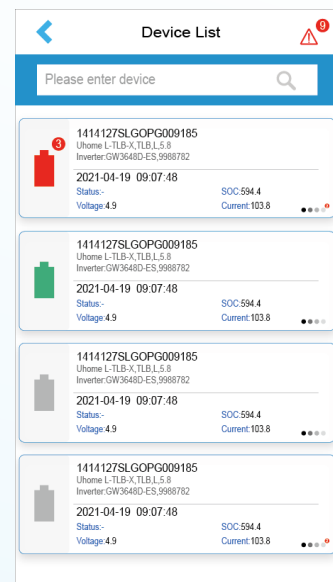 Device List
9
Please enter device
3
1414127SLGOPG009185
Uhome L-TLB-X,TLB,L,5.8
Inverter:GW3648D-ES,9988782
2021-04-19 09:07:48
Status:- SOC:594.4
Voltage:4.9 Current:103.8
1414127SLGOPG009185
Uhome L-TLB-X,TLB,L,5.8
Inverter:GW3648D-ES,9988782
2021-04-19 09:07:48
Status:- SOC:594.4
Voltage:4.9 Current:103.8
1414127SLGOPG009185
Uhome L-TLB-X,TLB,L,5.8
Inverter:GW3648D-ES,9988782
2021-04-19 09:07:48
Status:- SOC:594.4
Voltage:4.9 Current:103.8
1414127SLGOPG009185
Uhome L-TLB-X,TLB,L,5.8
Inverter:GW3648D-ES,9988782
2021-04-19 09:07:48
Status:- SOC:594.4
Voltage:4.9 Current:103.8